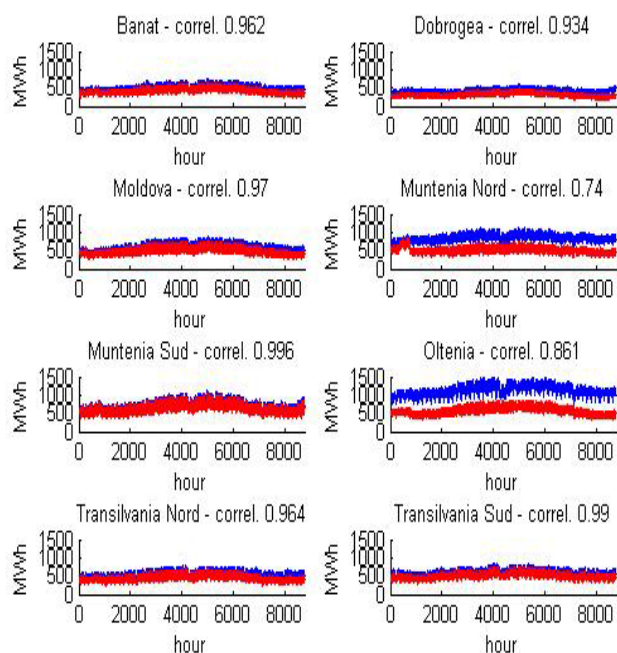 Banat - correl. 0.962
MWh
1500
1000
500
0
0 2000 4000 6000 8000
hour
Dobrogea - correl. 0.934
MWh
1500
1000
500
0
0 2000 4000 6000 8000
hour
Moldova - correl. 0.97
MWh
1500
1000
500
0
0 2000 4000 6000 8000
hour
Muntenia Nord - correl. 0.74
MWh
1500
1000
500
0
0 2000 4000 6000 8000
hour
Muntenia Sud - correl. 0.996
MWh
1500
1000
500
0
0 2000 4000 6000 8000
hour
Oltenia - correl. 0.861
MWh
1500
1000
500
0
0 2000 4000 6000 8000
hour
Transilvania Nord - correl. 0.964
MWh
1500
1000
500
0
0 2000 4000 6000 8000
hour
Transilvania Sud - correl. 0.99
MWh
1500
1000
500
0
0 2000 4000 6000 8000
hour